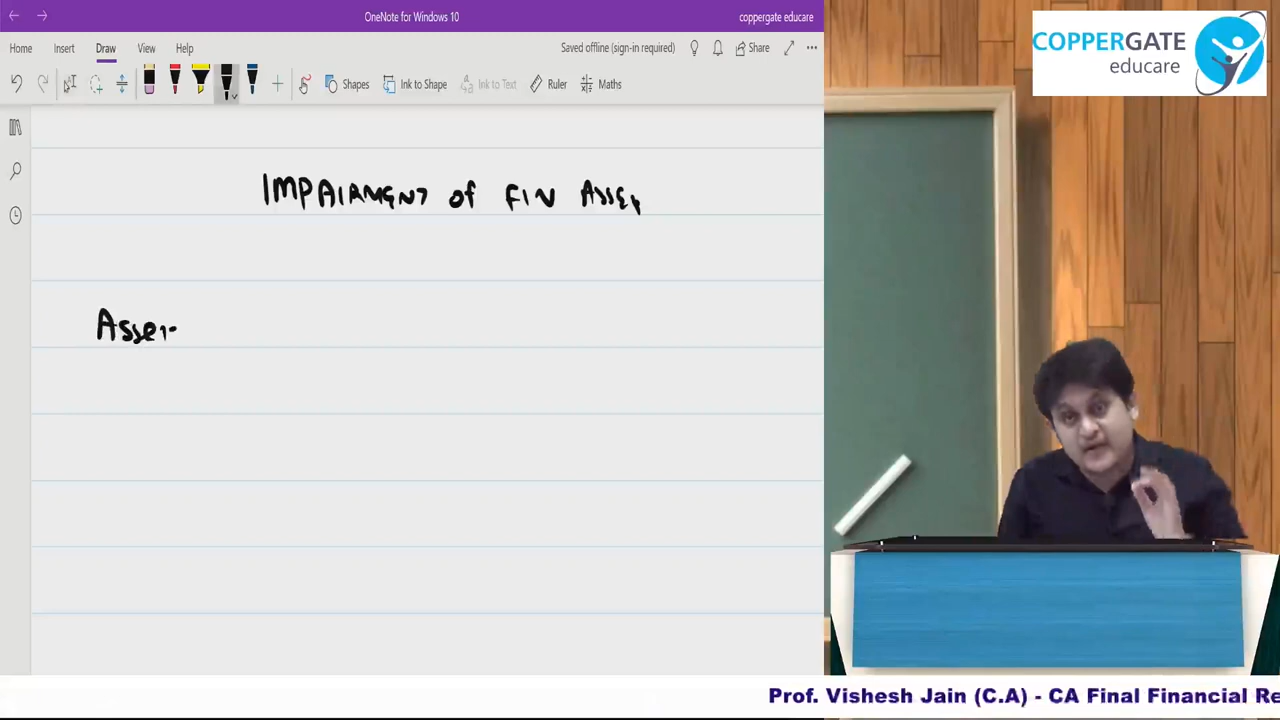 OneNote for Windows 10
coppergate educare
Home Insert Draw View Help
Saved offline (sign-in required)
Share
Shapes
Ink to Shape
Ink to Text
Ruler
Maths
COPPERGATE
educare
IMPAIRMENT of FIN ASSET
Asset
Prof. Vishesh Jain (C.A) - CA Final Financial Re